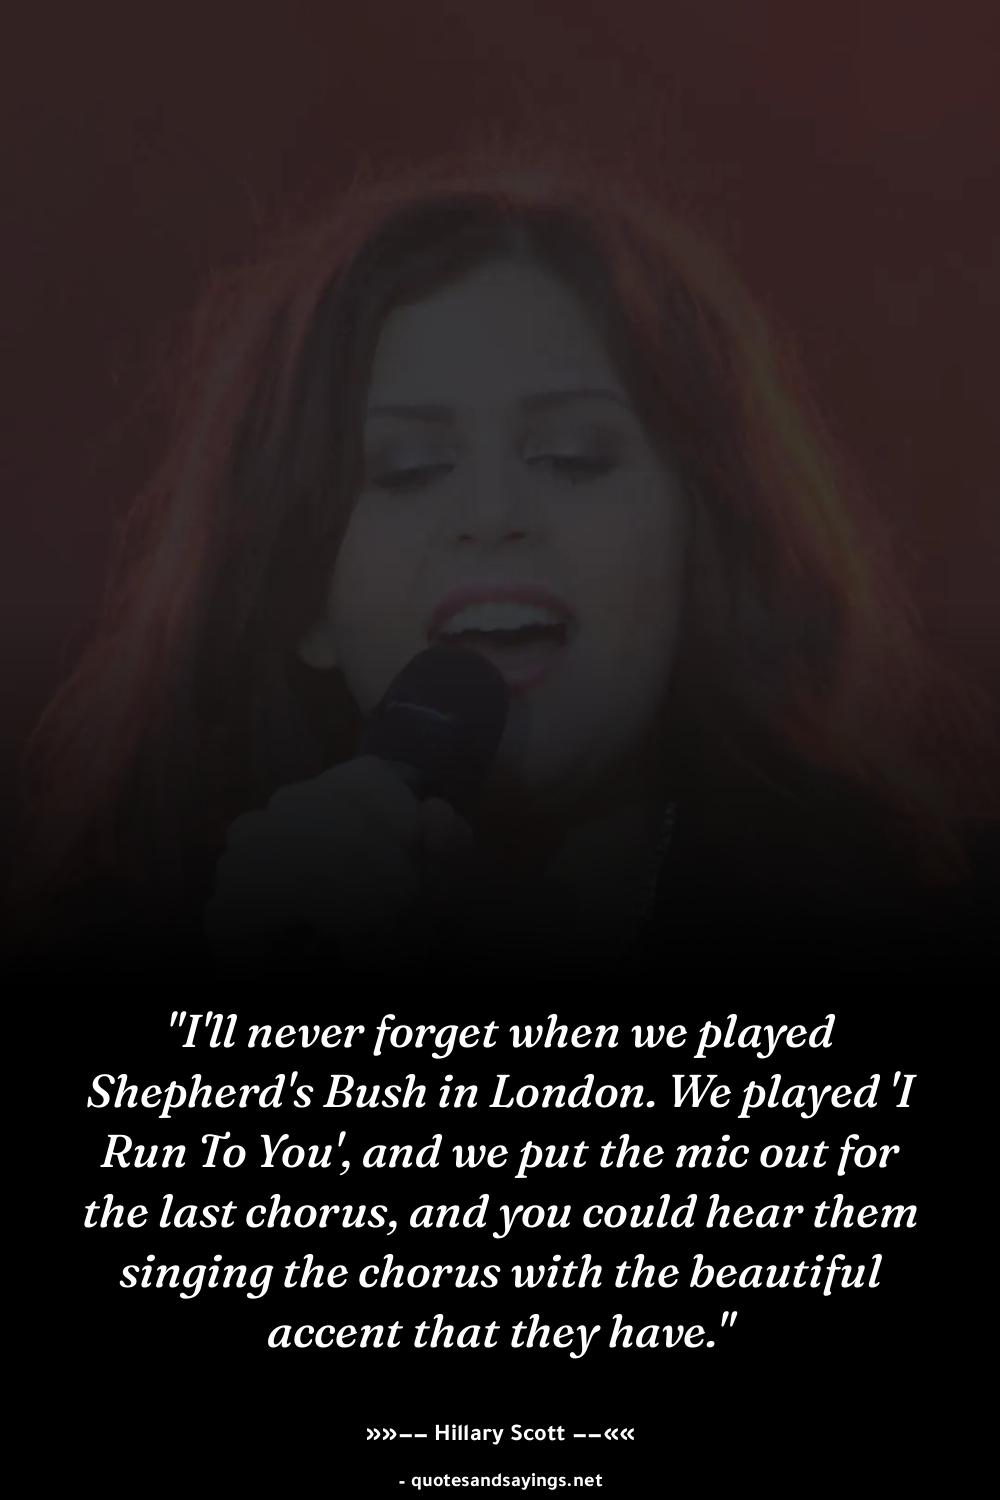 "I'll never forget when we played
Shepherd's Bush in London. We played 'I
Run To You', and we put the mic out for
the last chorus, and you could hear them
singing the chorus with the beautiful
accent that they have."
»»−− Hillary Scott −−««
- quotesandsayings.net